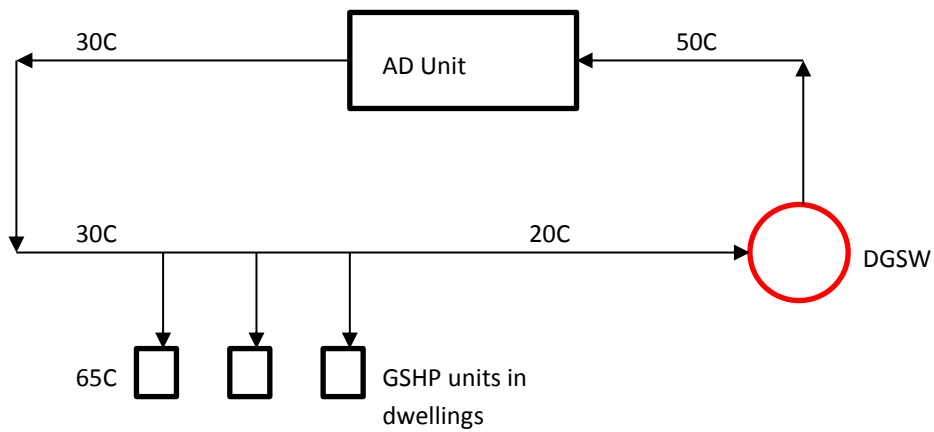 30C
AD Unit
50C
30C
20C
DGSW
65C
GSHP units in
dwellings